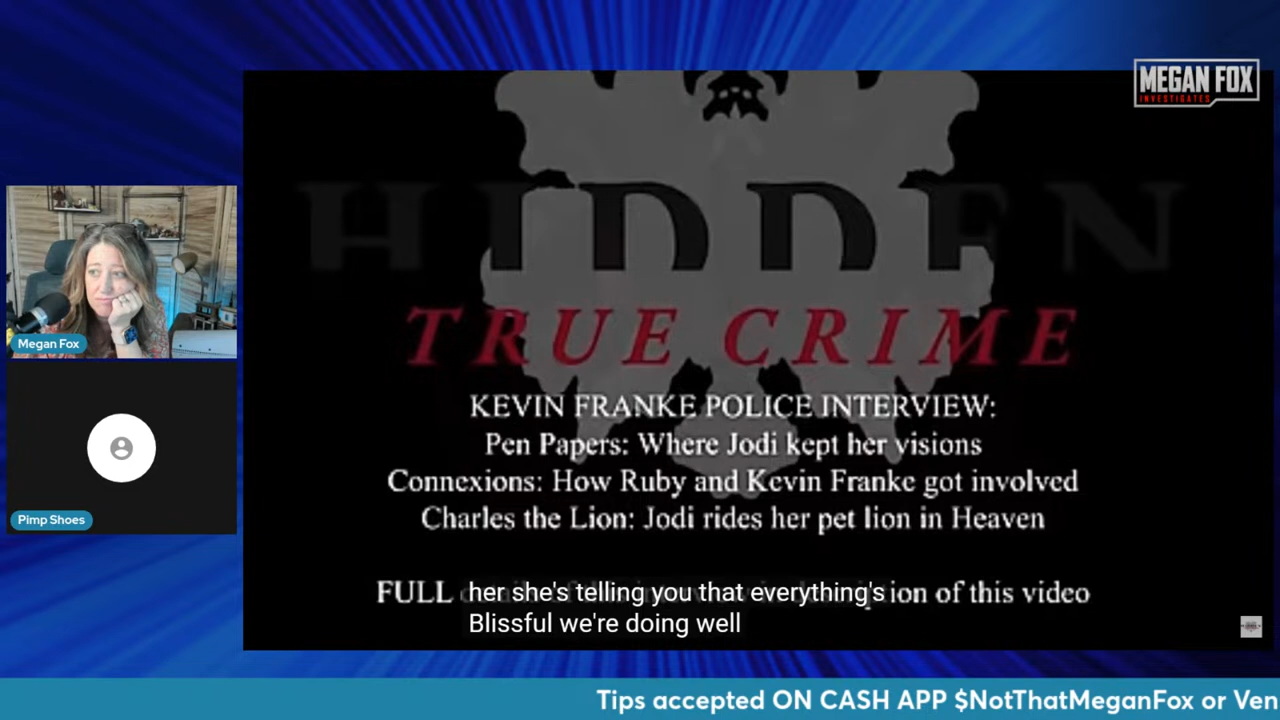 MEGAN FOX
INVESTIGATES
HIDDEN
TRUE CRIME
KEVIN FRANKE POLICE INTERVIEW:
Pen Papers: Where Jodi kept her visions
Connexions: How Ruby and Kevin Franke got involved
Charles the Lion: Jodi rides her pet lion in Heaven
FULL ion of this video
her she's telling you that everything's
Blissful we're doing well
Megan Fox
Pimp Shoes
Tips accepted ON CASH APP $NotThatMeganFox or Ven